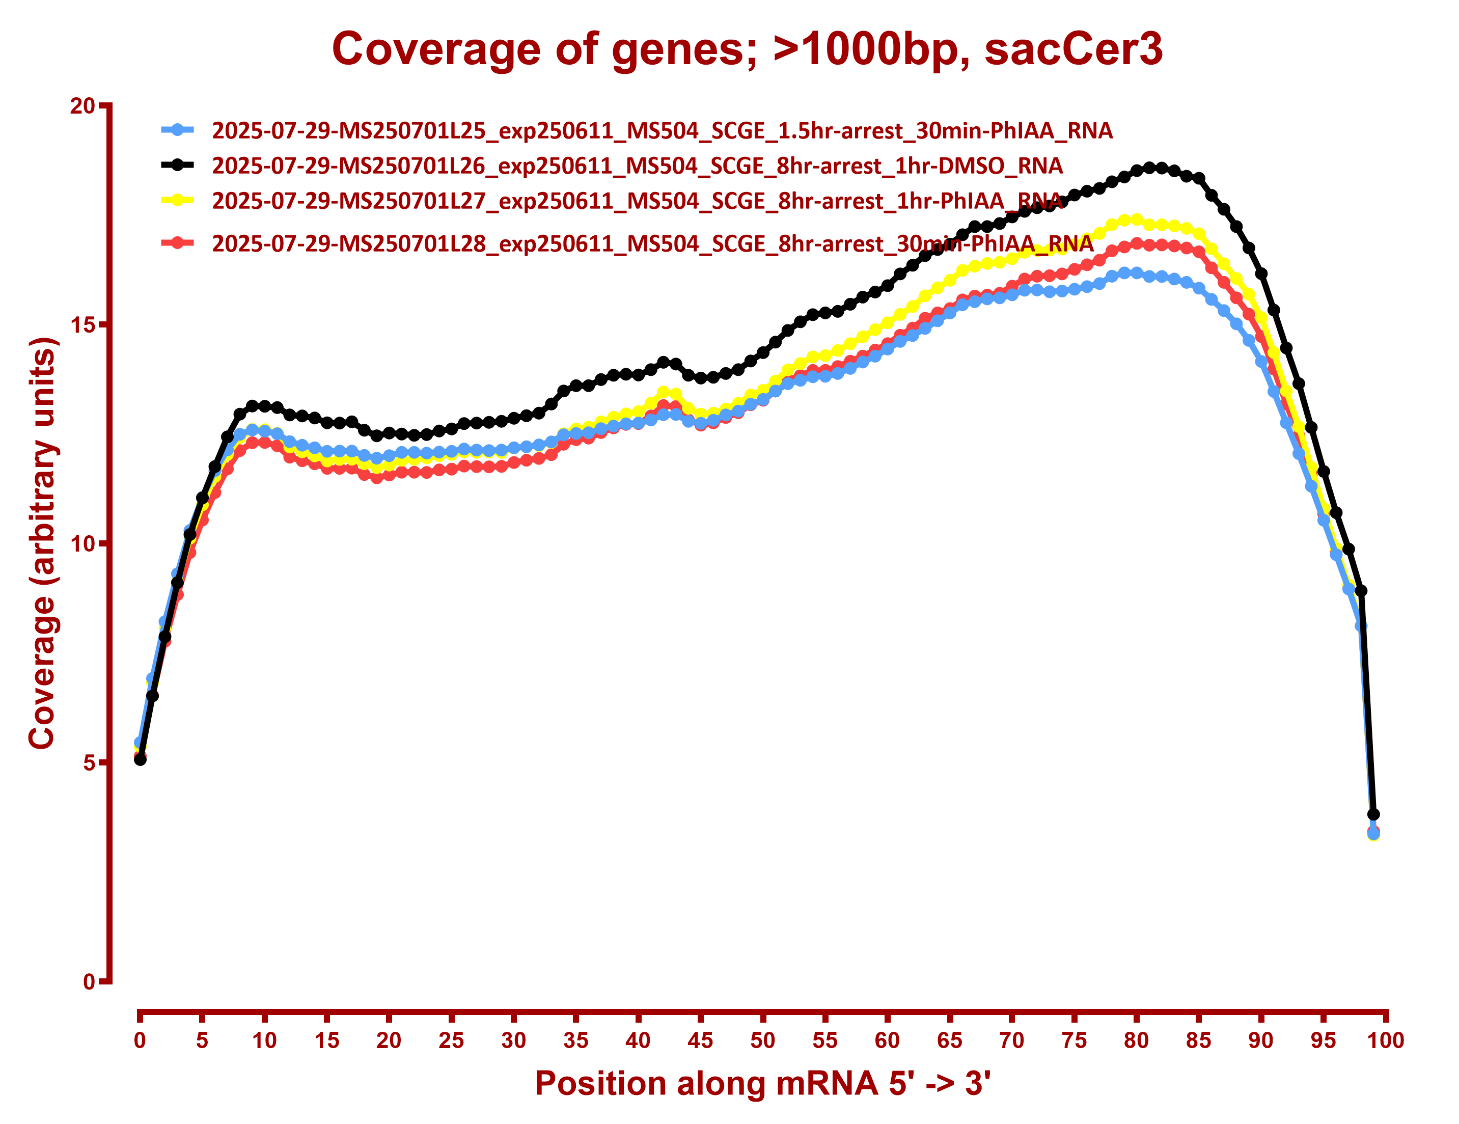 Coverage of genes; >1000bp, sacCer3
20
2025-07-29-MS250701L25_exp250611_MS504_SCGE_1.5hr-arrest_30min-PhIAA_RNA
2025-07-29-MS250701L26_exp250611_MS504_SCGE_8hr-arrest_1hr-DMSO_RNA
2025-07-29-MS250701L27_exp250611_MS504_SCGE_8hr-arrest_1hr-PhIAA_RNA
2025-07-29-MS250701L28_exp250611_MS504_SCGE_8hr-arrest_30min-PhIAA_RNA
15
10
5
0
Coverage (arbitrary units)
0 5 10 15 20 25 30 35 40 45 50 55 60 65 70 75 80 85 90 95 100
Position along mRNA 5' -> 3'